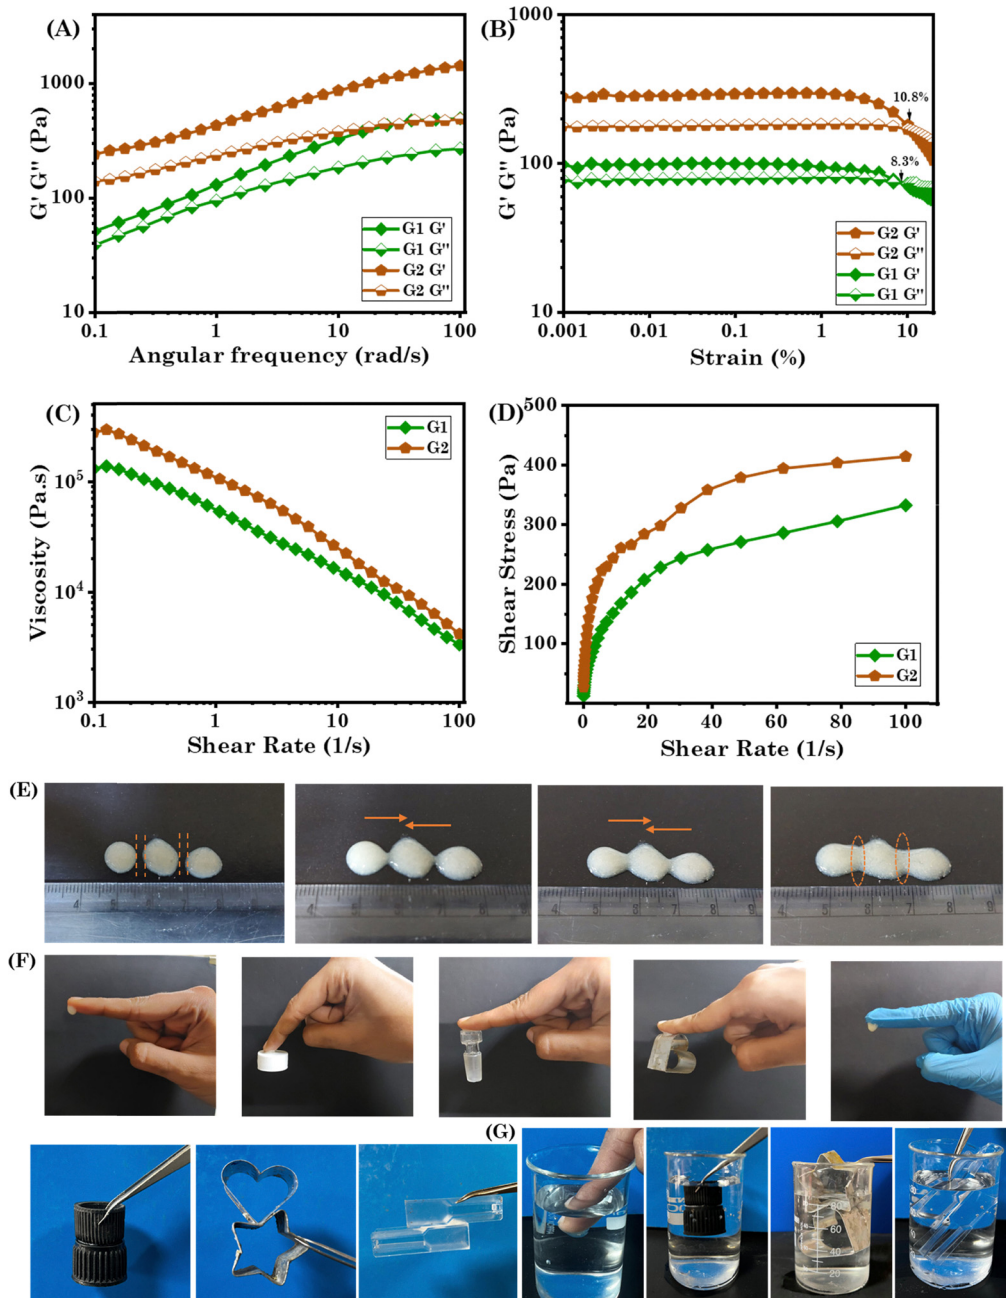 (A)
G' G'' (Pa)
1000
100
10
0.1
1
10
100
Angular frequency (rad/s)
G1 G'
G1 G''
G2 G'
G2 G''
(B)
G' G'' (Pa)
1000
100
10
0.001
0.01
0.1
1
10
Strain (%)
10.8%
8.3%
G2 G'
G2 G''
G1 G'
G1 G''
(C)
Viscosity (Pa.s)
10^5
10^4
10^3
0.1
1
10
100
Shear Rate (1/s)
G1
G2
(D)
Shear Stress (Pa)
500
400
300
200
100
0
20
40
60
80
100
Shear Rate (1/s)
G1
G2
(E)
(F)
(G)